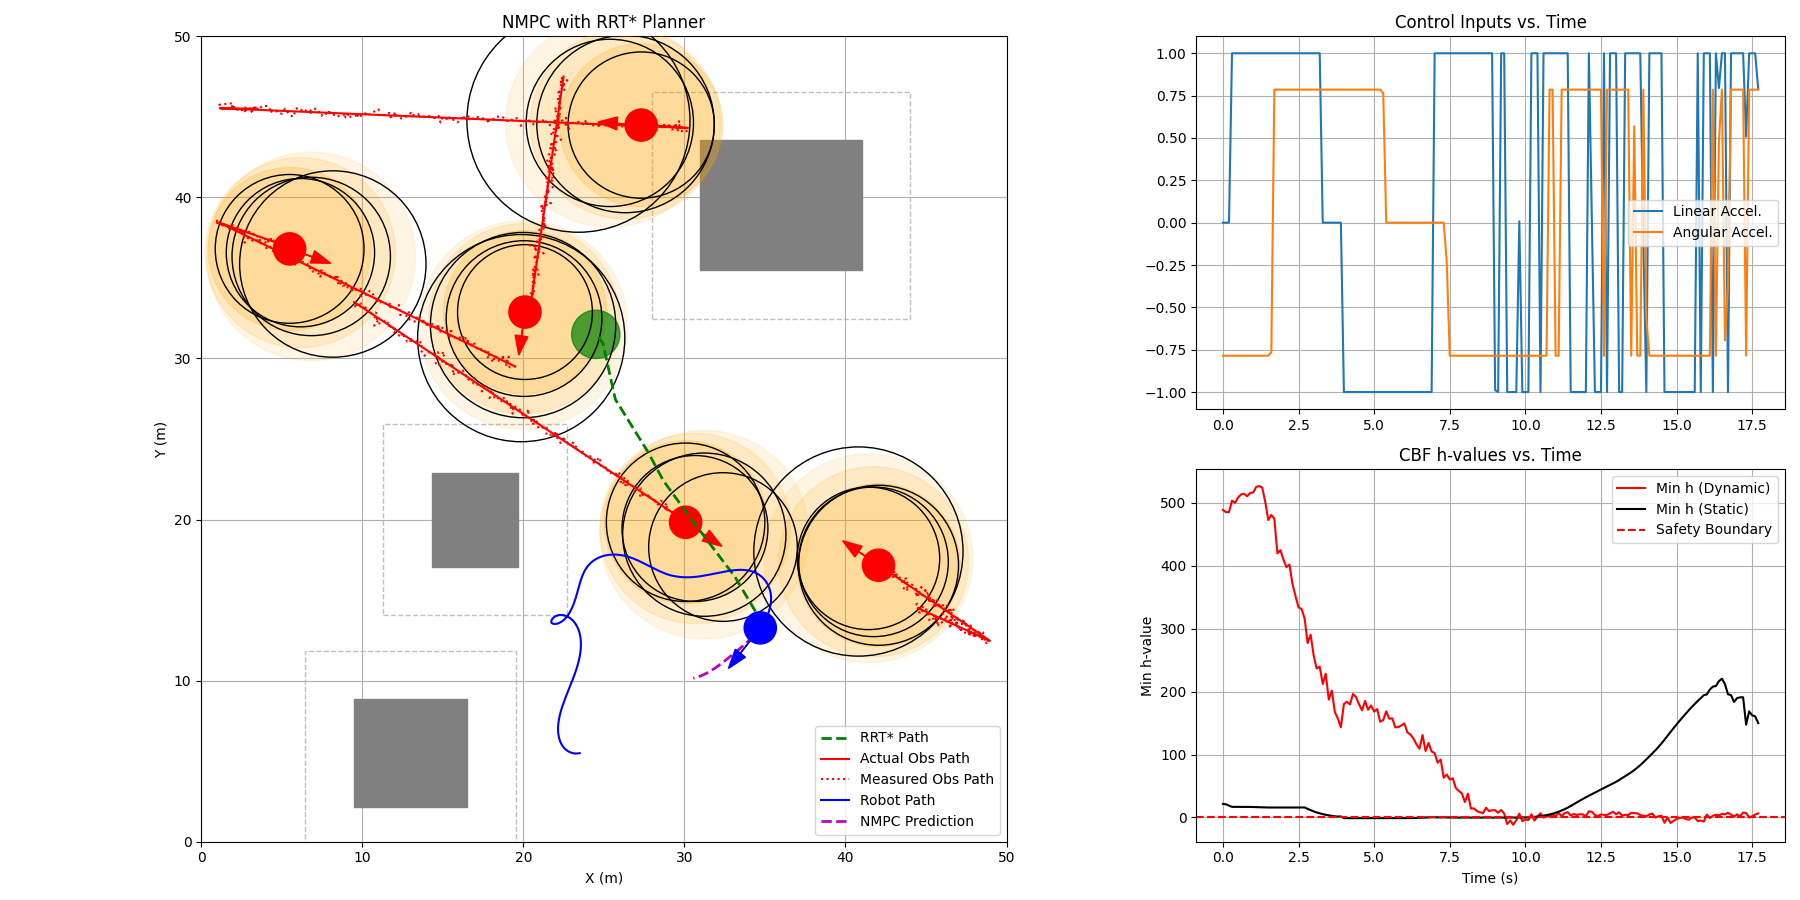 NMPC with RRT* Planner
50
40
30
20
10
0
Y (m)
0 10 20 30 40 50
X (m)
RRT* Path
Actual Obs Path
Measured Obs Path
Robot Path
NMPC Prediction
Control Inputs vs. Time
1.00
0.75
0.50
0.25
0.00
−0.25
−0.50
−0.75
−1.00
Linear Accel.
Angular Accel.
0.0 2.5 5.0 7.5 10.0 12.5 15.0 17.5
CBF h-values vs. Time
500
400
300
200
100
0
Min h-value
Min h (Dynamic)
Min h (Static)
Safety Boundary
0.0 2.5 5.0 7.5 10.0 12.5 15.0 17.5
Time (s)